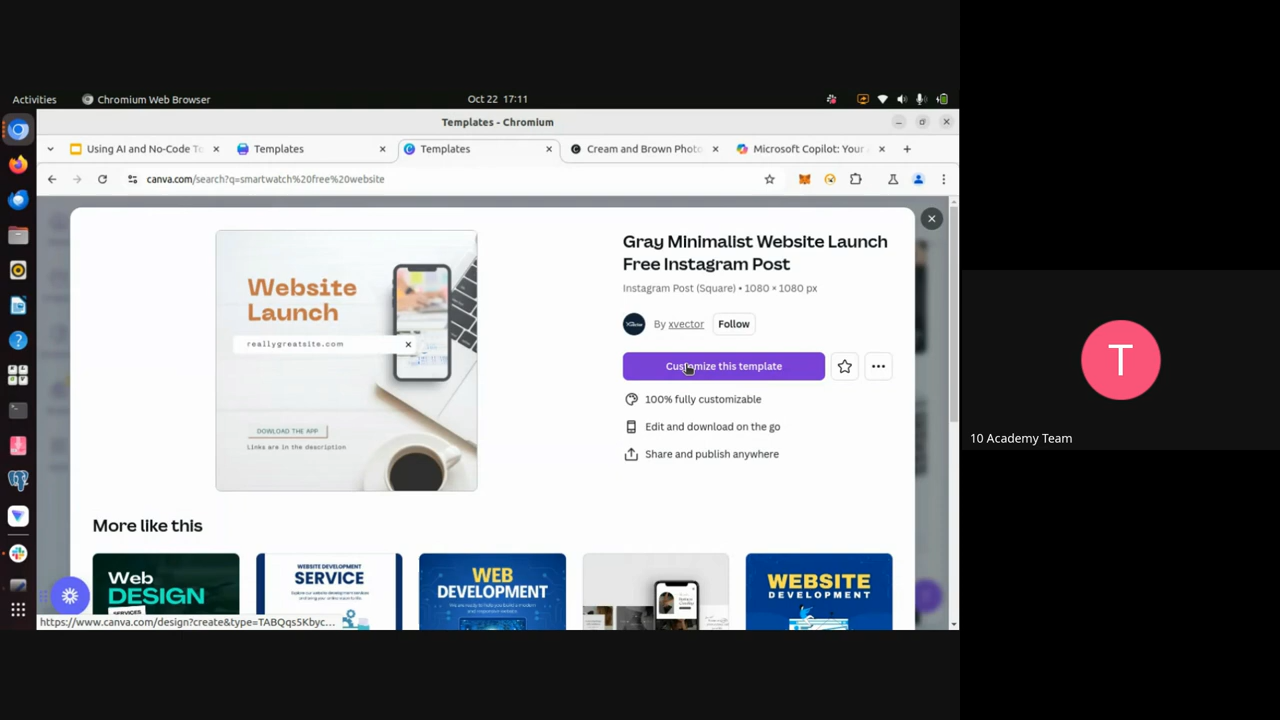 Activities
Chromium Web Browser
Oct 22 17:11
Templates - Chromium
Using AI and No-Code To
Templates
Templates
Cream and Brown Photo
Microsoft Copilot: Your
canva.com/search?q=smartwatch%20free%20website
Website
Launch
reallygreatsite.com
DOWLOAD THE APP
Links are in the description
Gray Minimalist Website Launch
Free Instagram Post
Instagram Post (Square) • 1080 × 1080 px
xvector
By xvector
Follow
Customize this template
100% fully customizable
Edit and download on the go
Share and publish anywhere
More like this
Web
DESIGN
SERVICES
WEBSITE DEVELOPMENT
SERVICE
WEB
DEVELOPMENT
WEBSITE
DEVELOPMENT
https://www.canva.com/design?create&type=TABQqs5Kbyc...
T
10 Academy Team